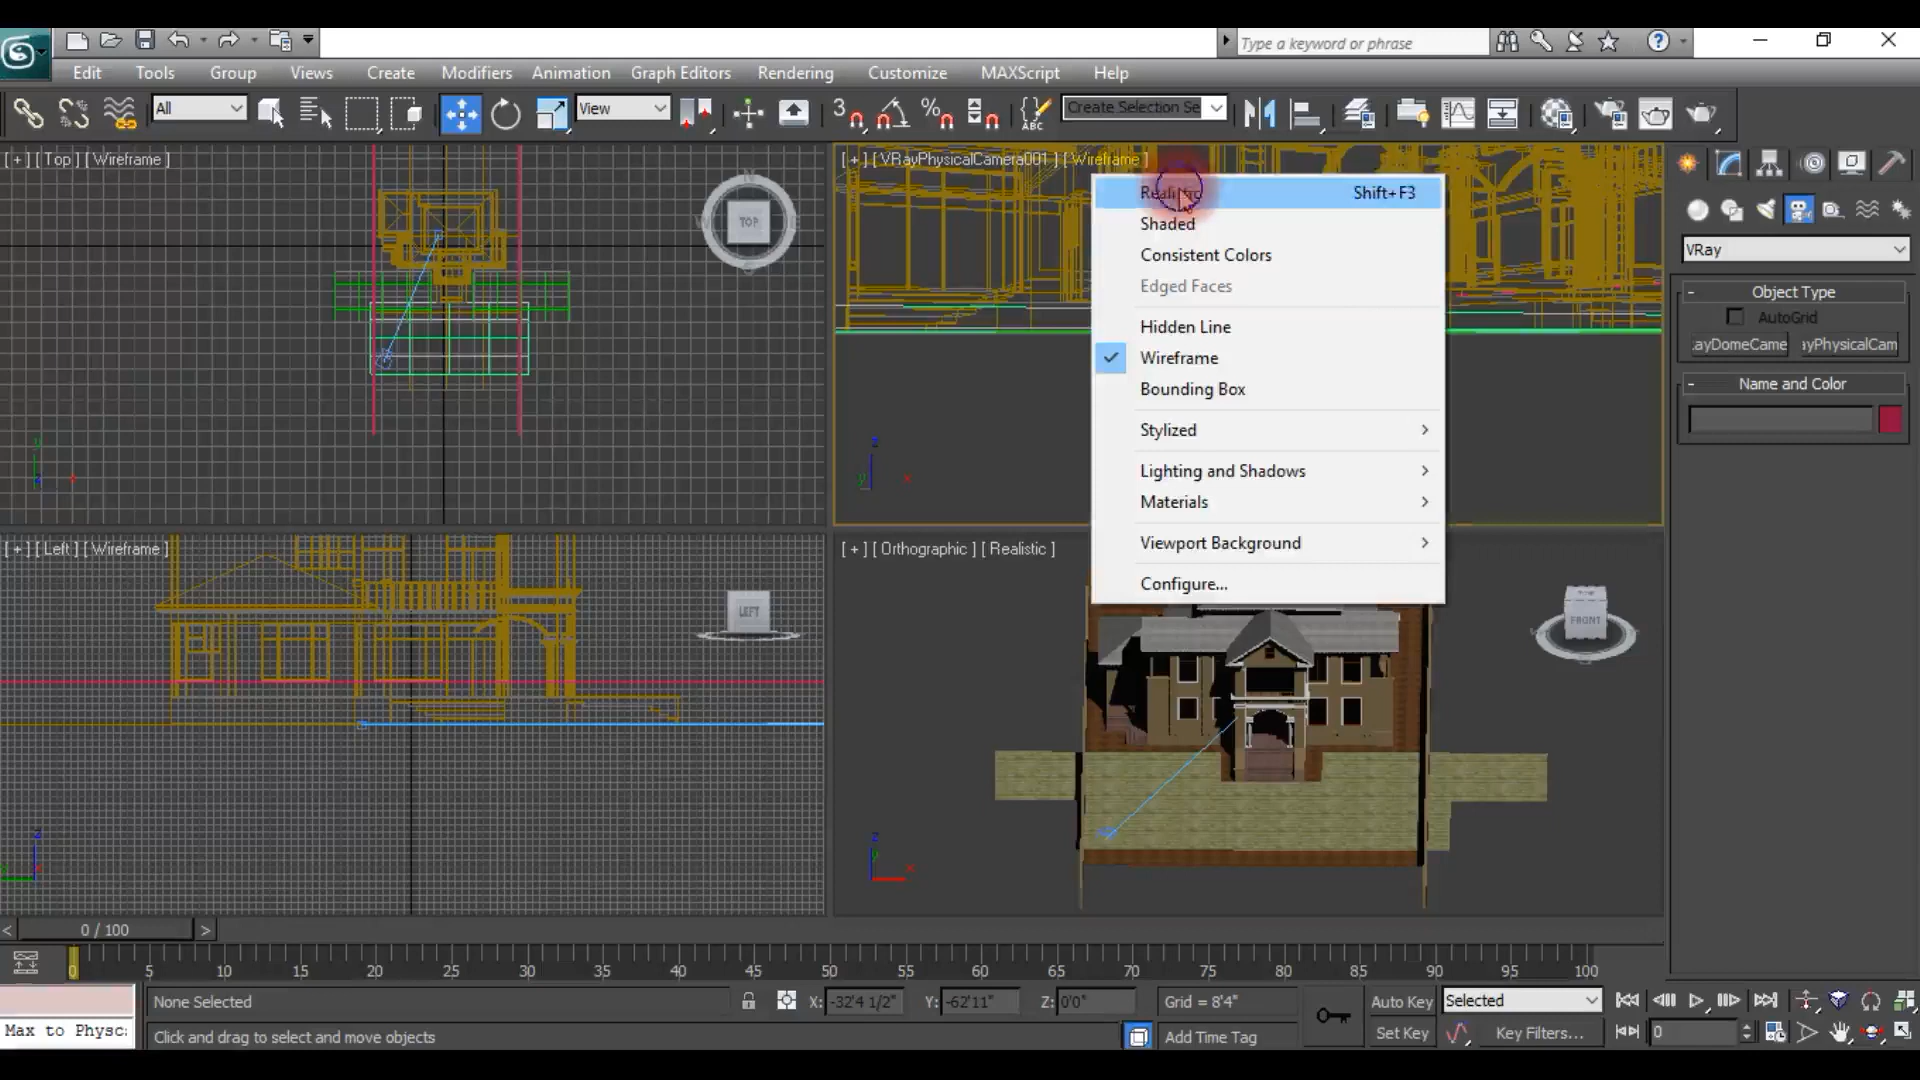 Type a keyword or phrase
Edit Tools Group Views Create Modifiers Animation Graph Editors Rendering Customize MAXScript Help
All View 3 % ABC Create Selection Se
[ + ] [ Top ] [ Wireframe ]
TOP
[ + ] [ VRayPhysicalCamera001 ] [ Wireframe ]
Realistic Shift+F3
Shaded
Consistent Colors
Edged Faces
Hidden Line
Wireframe
Bounding Box
Stylized
Lighting and Shadows
Materials
Viewport Background
Configure...
VRay
- Object Type
AutoGrid
.ayDomeCame ayPhysicalCam
- Name and Color
[ + ] [ Left ] [ Wireframe ]
LEFT
[ + ] [ Orthographic ] [ Realistic ]
FRONT
z
y x
z
z
y x
< 0 / 100 >
0 5 10 15 20 25 30 35 40 45 50 55 60 65 70 75 80 85 90 95 100
None Selected X: -32'4 1/2" Y: -62'11" Z: 0'0" Grid = 8'4" Auto Key Selected
Max to Physc: Click and drag to select and move objects Add Time Tag Set Key Key Filters... 0